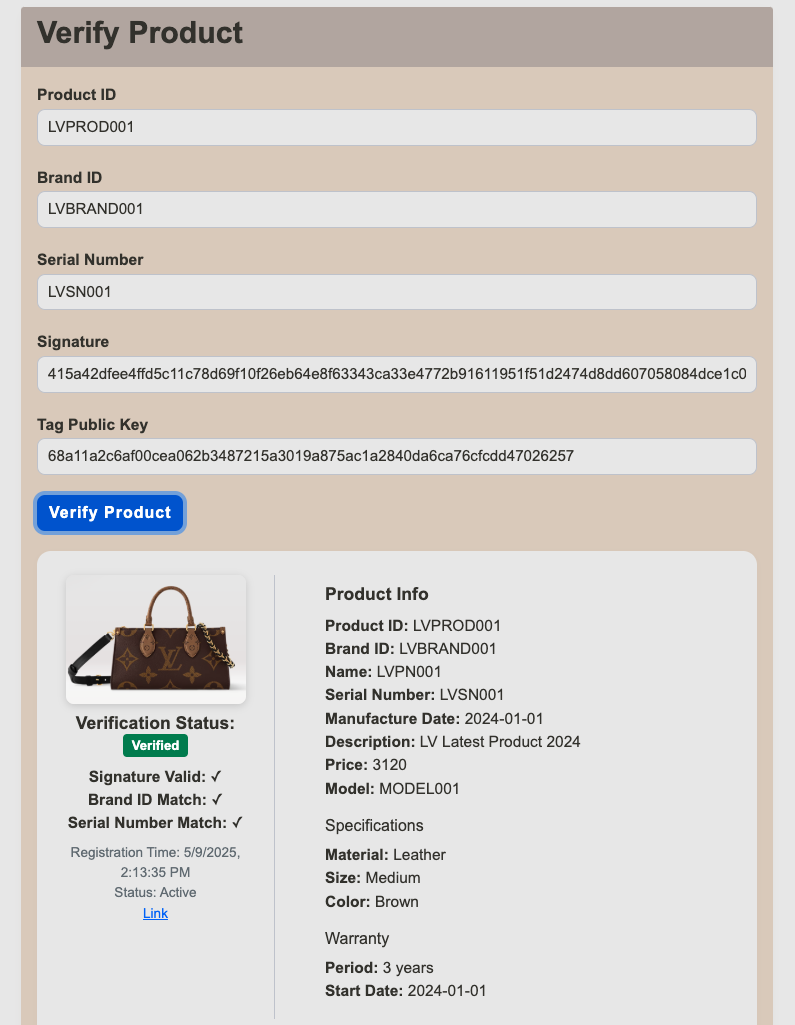 Verify Product
Product ID
LVPROD001
Brand ID
LVBRAND001
Serial Number
LVSN001
Signature
415a42dfee4ffd5c11c78d69f10f26eb64e8f63343ca33e4772b91611951f51d2474d8dd607058084dce1c0
Tag Public Key
68a11a2c6af00cea062b3487215a3019a875ac1a2840da6ca76cfcdd47026257
Verify Product
LV
Verification Status:
Verified
Signature Valid: ✓
Brand ID Match: ✓
Serial Number Match: ✓
Registration Time: 5/9/2025,
2:13:35 PM
Status: Active
Link
Product Info
Product ID: LVPROD001
Brand ID: LVBRAND001
Name: LVPN001
Serial Number: LVSN001
Manufacture Date: 2024-01-01
Description: LV Latest Product 2024
Price: 3120
Model: MODEL001
Specifications
Material: Leather
Size: Medium
Color: Brown
Warranty
Period: 3 years
Start Date: 2024-01-01